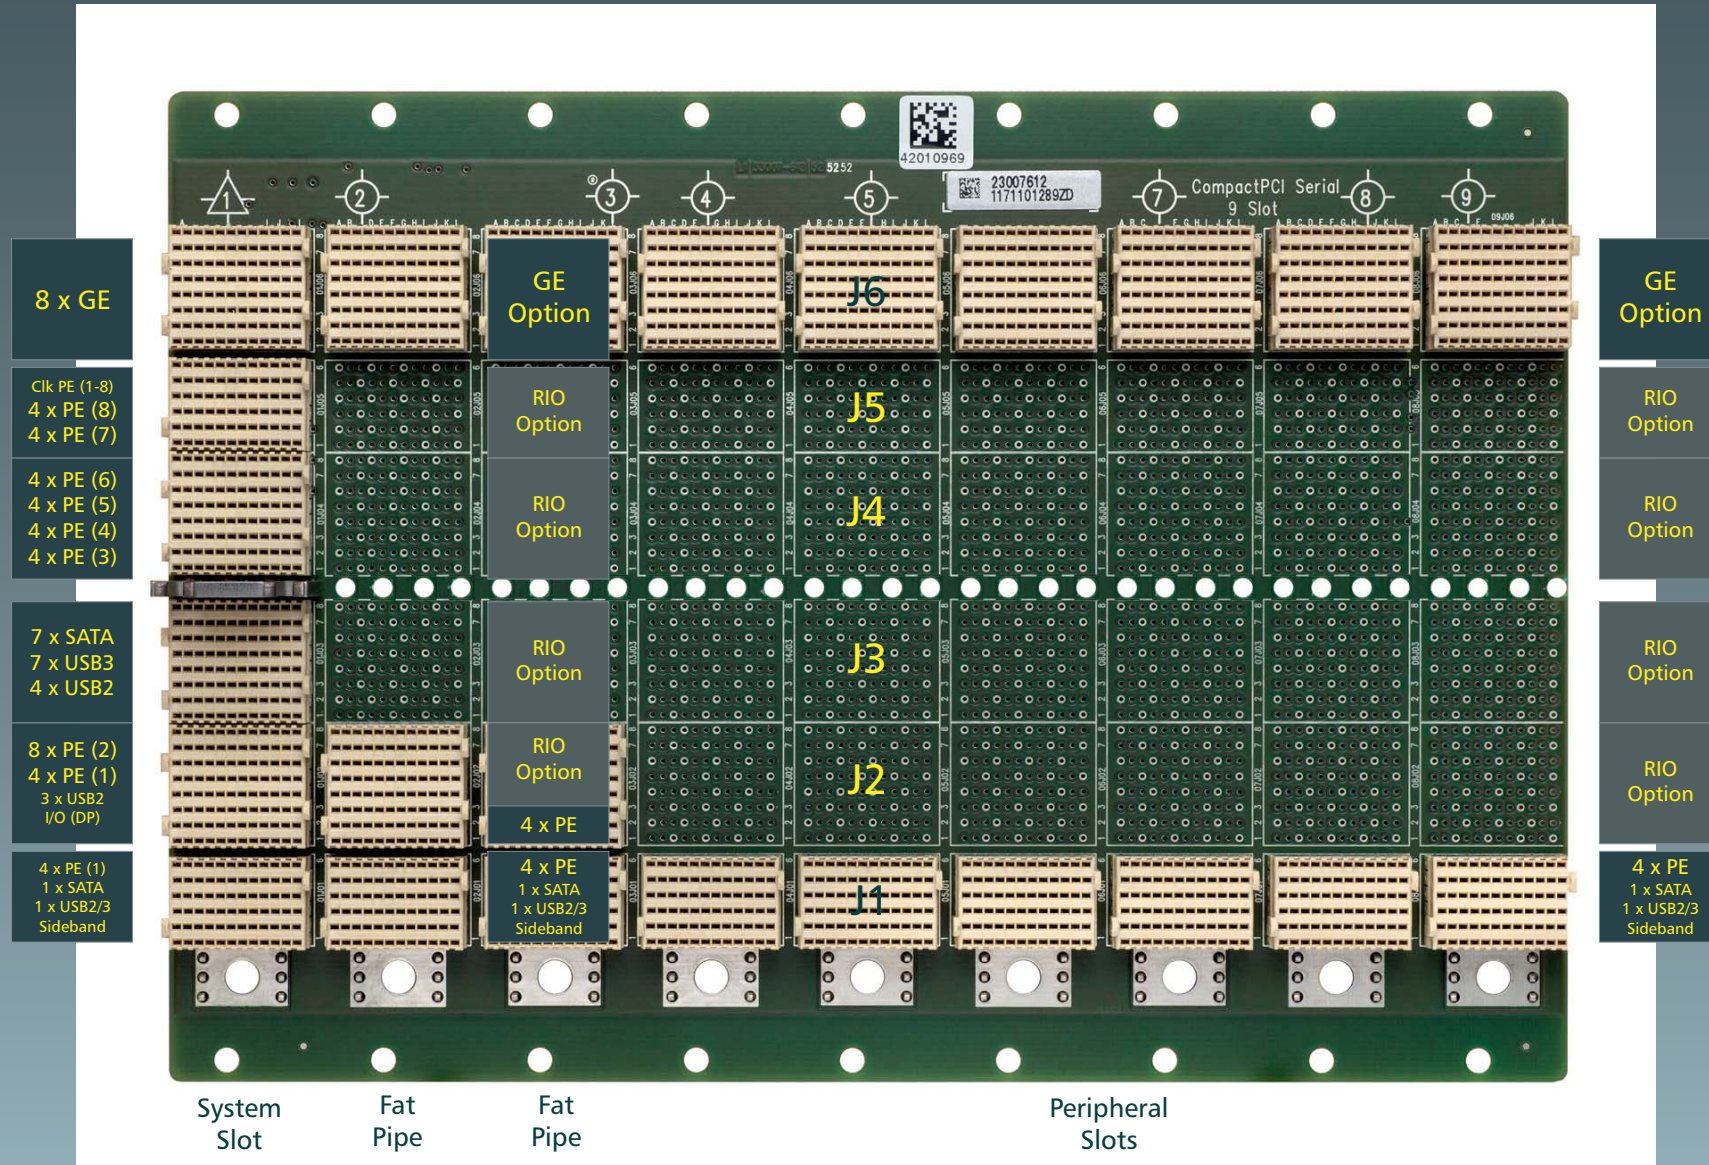 42010969
5252
23007612
1171101289ZD
1
2
3
4
5
7
CompactPCI Serial
9 Slot
8
9
09J06
8 x GE
GE
Option
J6
GE
Option
Clk PE (1-8)
4 x PE (8)
4 x PE (7)
RIO
Option
J5
RIO
Option
4 x PE (6)
4 x PE (5)
4 x PE (4)
4 x PE (3)
RIO
Option
J4
RIO
Option
7 x SATA
7 x USB3
4 x USB2
RIO
Option
J3
RIO
Option
8 x PE (2)
4 x PE (1)
3 x USB2
I/O (DP)
RIO
Option
4 x PE
J2
RIO
Option
4 x PE (1)
1 x SATA
1 x USB2/3
Sideband
4 x PE
1 x SATA
1 x USB2/3
Sideband
J1
4 x PE
1 x SATA
1 x USB2/3
Sideband
System
Slot
Fat
Pipe
Fat
Pipe
Peripheral
Slots